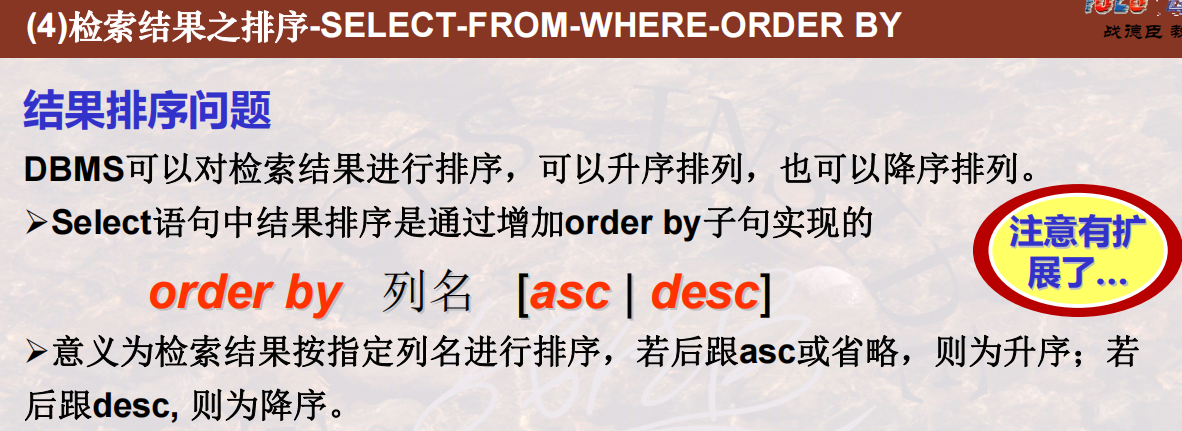 (4)检索结果之排序-SELECT-FROM-WHERE-ORDER BY
战德臣
结果排序问题
DBMS可以对检索结果进行排序，可以升序排列，也可以降序排列。
➢Select语句中结果排序是通过增加order by子句实现的
注意有扩
展了...
order by 列名 [asc | desc]
➢意义为检索结果按指定列名进行排序，若后跟asc或省略，则为升序；若
后跟desc, 则为降序。